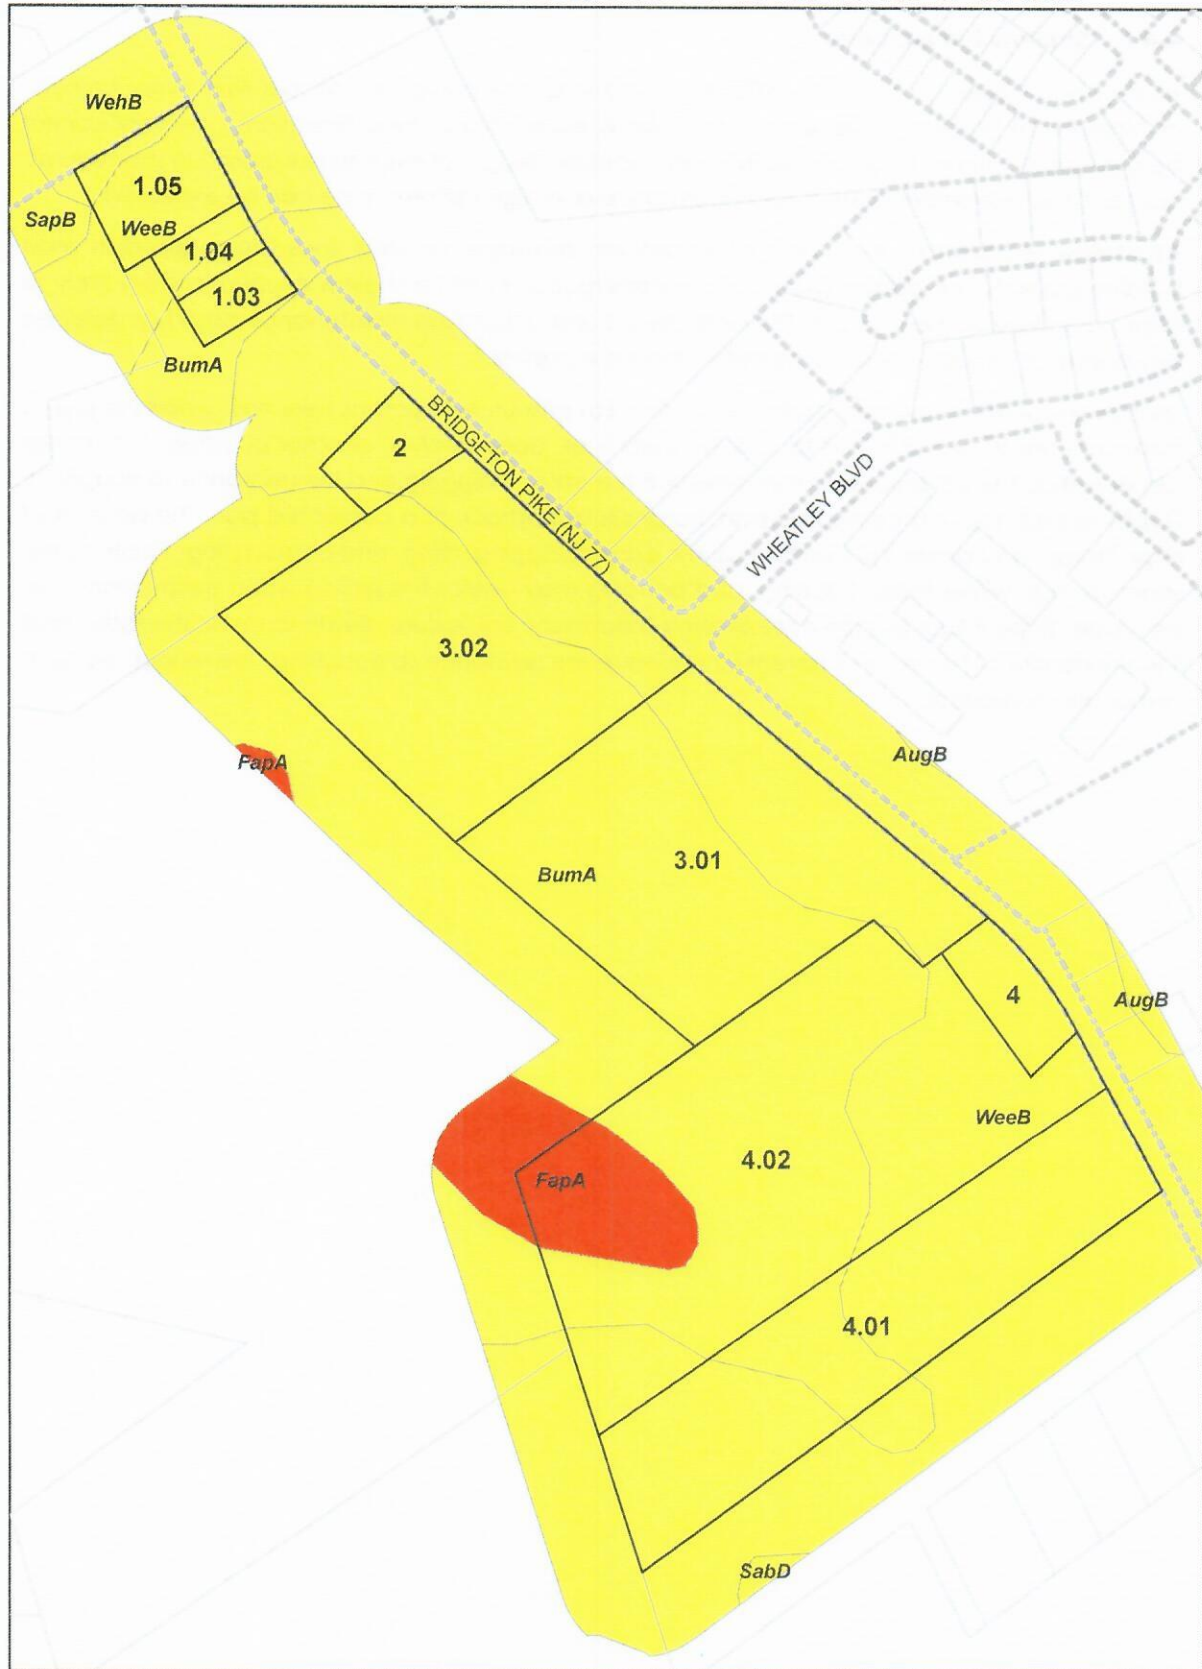 WehB
1.05
SapB
WeeB
1.04
1.03
BumA
2
BRIDGETON PIKE (NJ 77)
WHEATLEY BLVD
3.02
FapA
AugB
3.01
BumA
4
AugB
WeeB
4.02
FapA
4.01
SabD